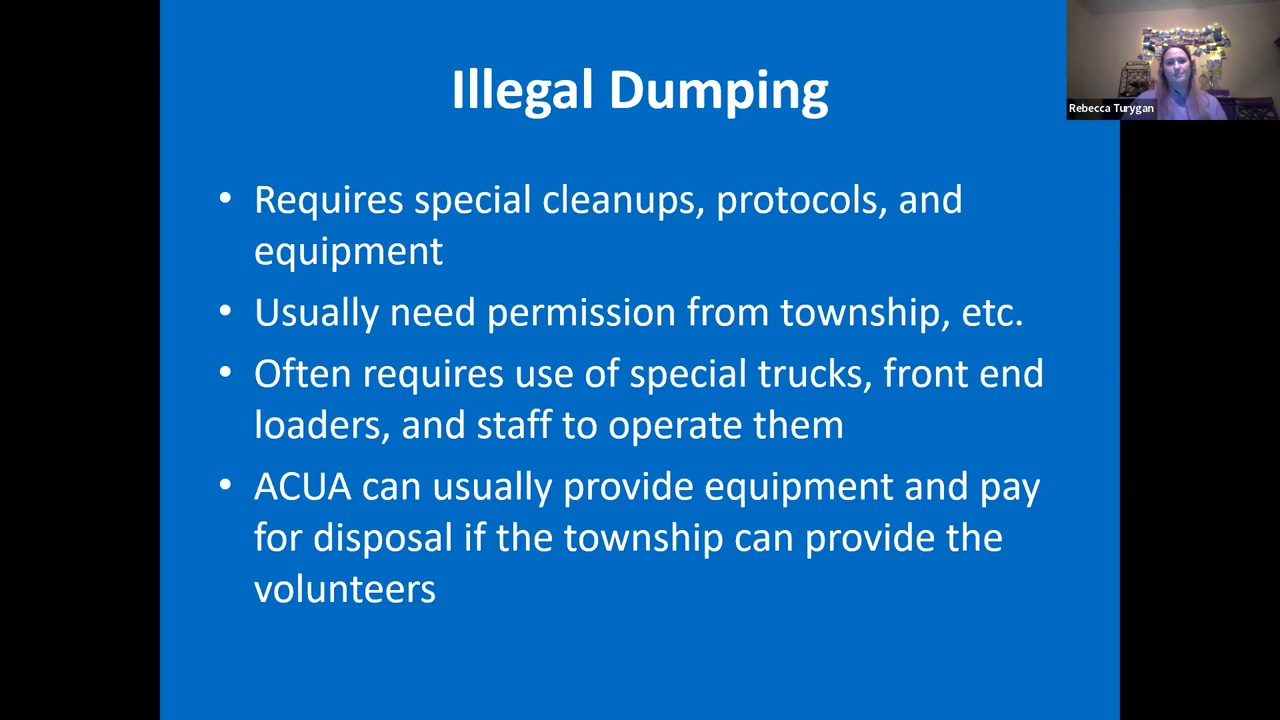 Illegal Dumping
Rebecca Turygan
• Requires special cleanups, protocols, and
equipment
• Usually need permission from township, etc.
• Often requires use of special trucks, front end
loaders, and staff to operate them
• ACUA can usually provide equipment and pay
for disposal if the township can provide the
volunteers